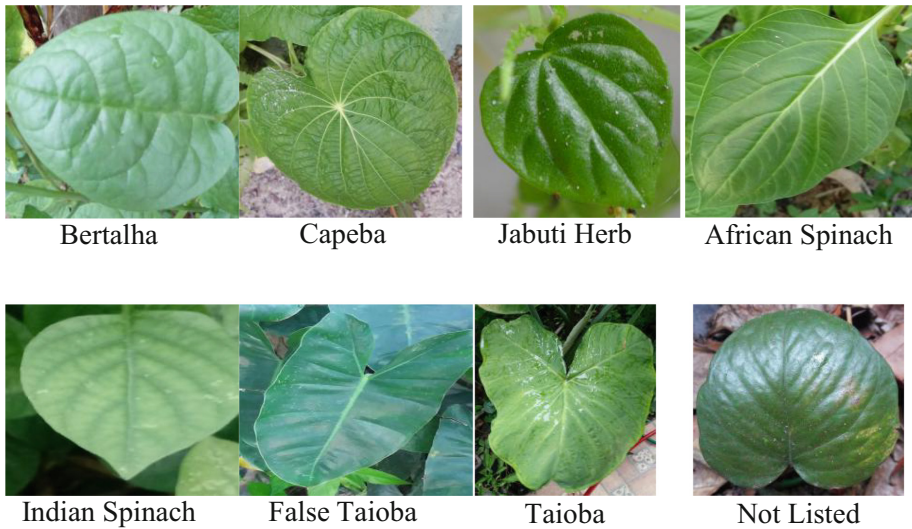 Bertalha
Capeba
Jabuti Herb
African Spinach
Indian Spinach
False Taioba
Taioba
Not Listed